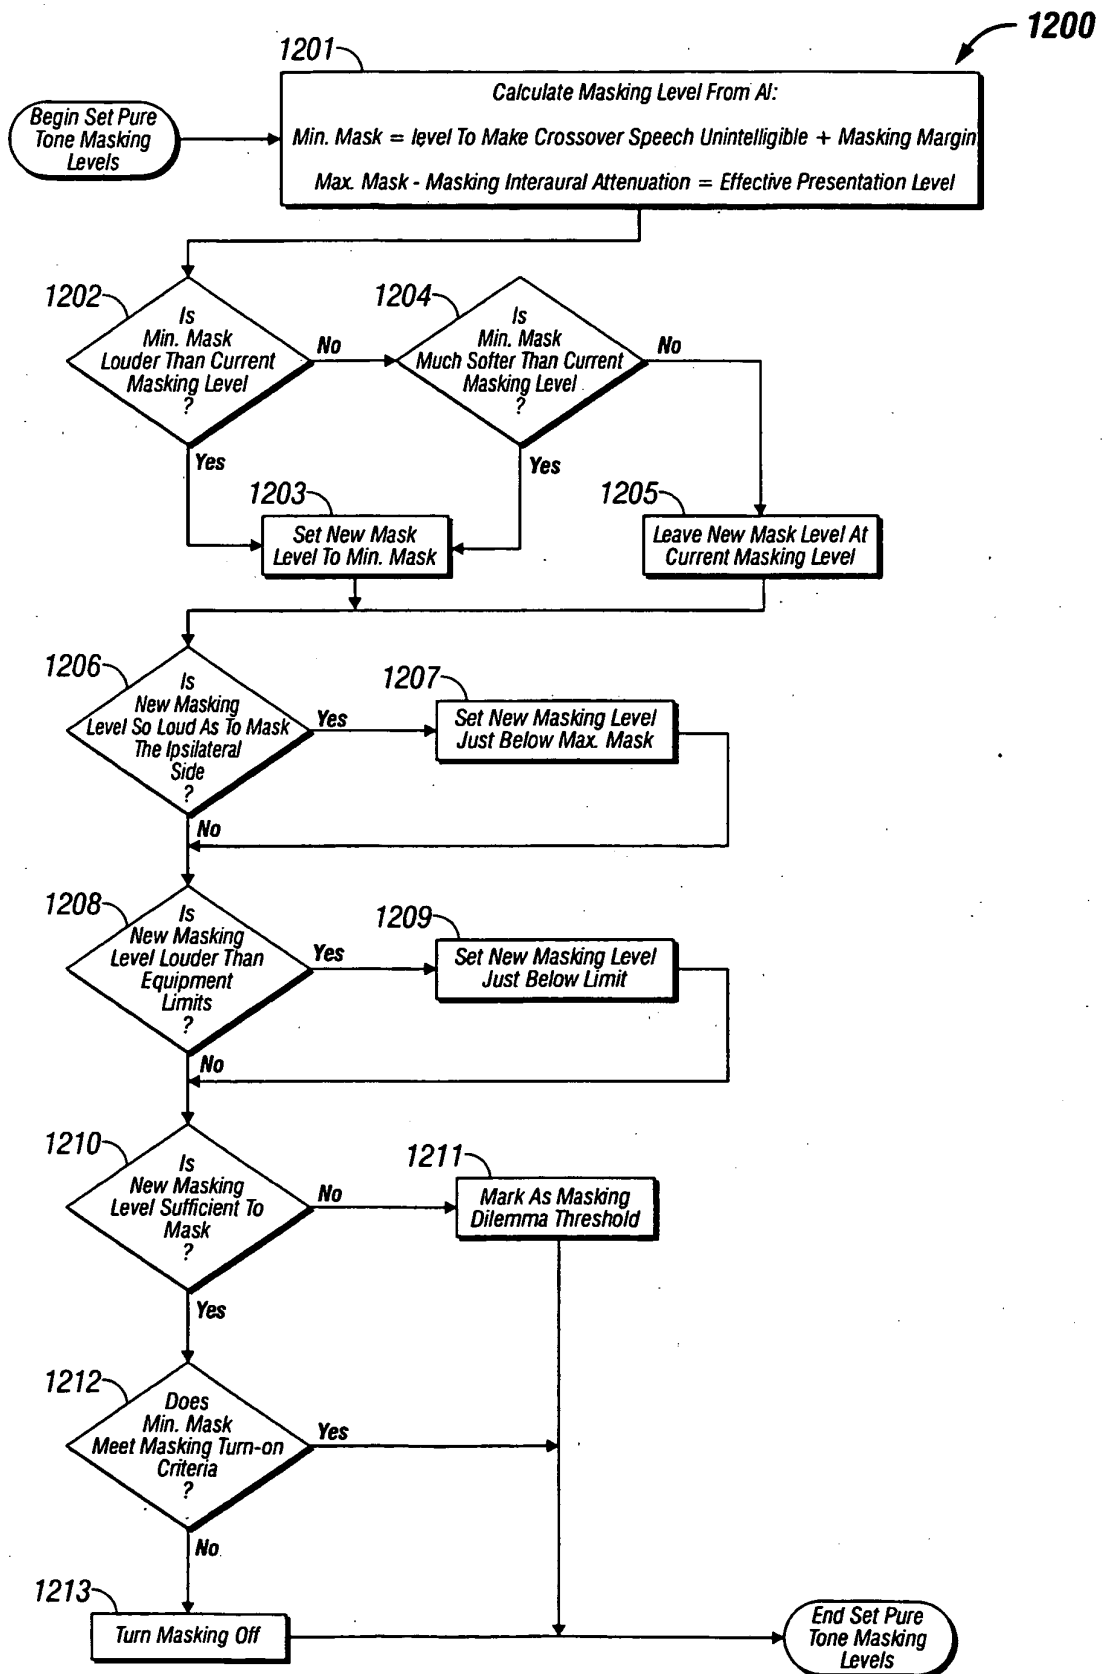 1200
1201
Calculate Masking Level From AI:
Begin Set Pure
Tone Masking
Levels
Min. Mask = level To Make Crossover Speech Unintelligible + Masking Margin
Max. Mask - Masking Interaural Attenuation = Effective Presentation Level
1202
Is
Min. Mask
Louder Than Current
Masking Level
?
No
Yes
1204
Is
Min. Mask
Much Softer Than Current
Masking Level
?
No
Yes
1203
Set New Mask
Level To Min. Mask
1205
Leave New Mask Level At
Current Masking Level
1206
Is
New Masking
Level So Loud As To Mask
The Ipsilateral
Side
?
Yes
No
1207
Set New Masking Level
Just Below Max. Mask
1208
Is
New Masking
Level Louder Than
Equipment
Limits
?
Yes
No
1209
Set New Masking Level
Just Below Limit
1210
Is
New Masking
Level Sufficient To
Mask
?
No
Yes
1211
Mark As Masking
Dilemma Threshold
1212
Does
Min. Mask
Meet Masking Turn-on
Criteria
?
Yes
No
1213
Turn Masking Off
End Set Pure
Tone Masking
Levels